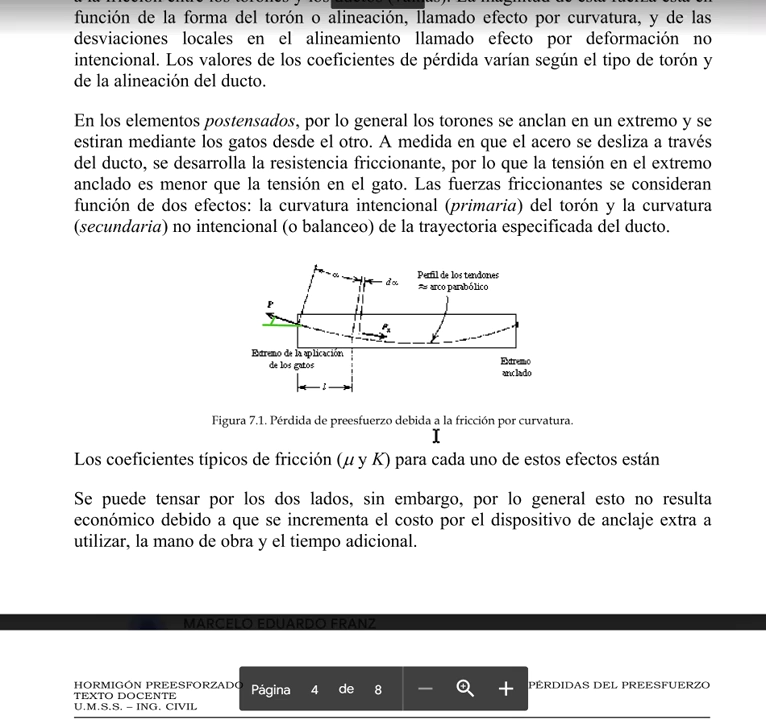 función de la forma del torón o alineación, llamado efecto por curvatura, y de las
desviaciones locales en el alineamiento llamado efecto por deformación no
intencional. Los valores de los coeficientes de pérdida varían según el tipo de torón y
de la alineación del ducto.
En los elementos postensados, por lo general los torones se anclan en un extremo y se
estiran mediante los gatos desde el otro. A medida en que el acero se desliza a través
del ducto, se desarrolla la resistencia friccionante, por lo que la tensión en el extremo
anclado es menor que la tensión en el gato. Las fuerzas friccionantes se consideran
función de dos efectos: la curvatura intencional (primaria) del torón y la curvatura
(secundaria) no intencional (o balanceo) de la trayectoria especificada del ducto.
α
dα
Perfil de los tendones
≈ arco parabólico
P
Px
Extremo de la aplicación
de los gatos
Extremo
anclado
l
Figura 7.1. Pérdida de preesfuerzo debida a la fricción por curvatura.
Los coeficientes típicos de fricción (μ y K) para cada uno de estos efectos están
Se puede tensar por los dos lados, sin embargo, por lo general esto no resulta
económico debido a que se incrementa el costo por el dispositivo de anclaje extra a
utilizar, la mano de obra y el tiempo adicional.
MARCELO EDUARDO FRANZ
HORMIGÓN PREESFORZADO
TEXTO DOCENTE
U.M.S.S. – ING. CIVIL
Página 4 de 8
PÉRDIDAS DEL PREESFUERZO